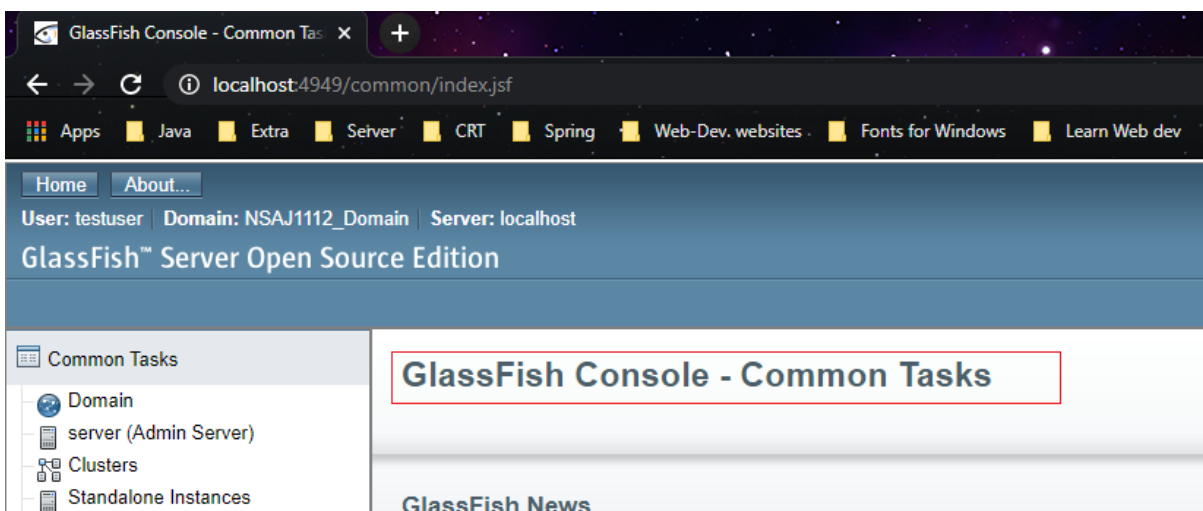 GlassFish Console - Common Tas
localhost:4949/common/index.jsf
Apps Java Extra Server CRT Spring Web-Dev. websites Fonts for Windows Learn Web dev
Home About...
User: testuser Domain: NSAJ1112_Domain Server: localhost
GlassFish™ Server Open Source Edition
Common Tasks
Domain
server (Admin Server)
Clusters
Standalone Instances
GlassFish Console - Common Tasks
GlassFish News